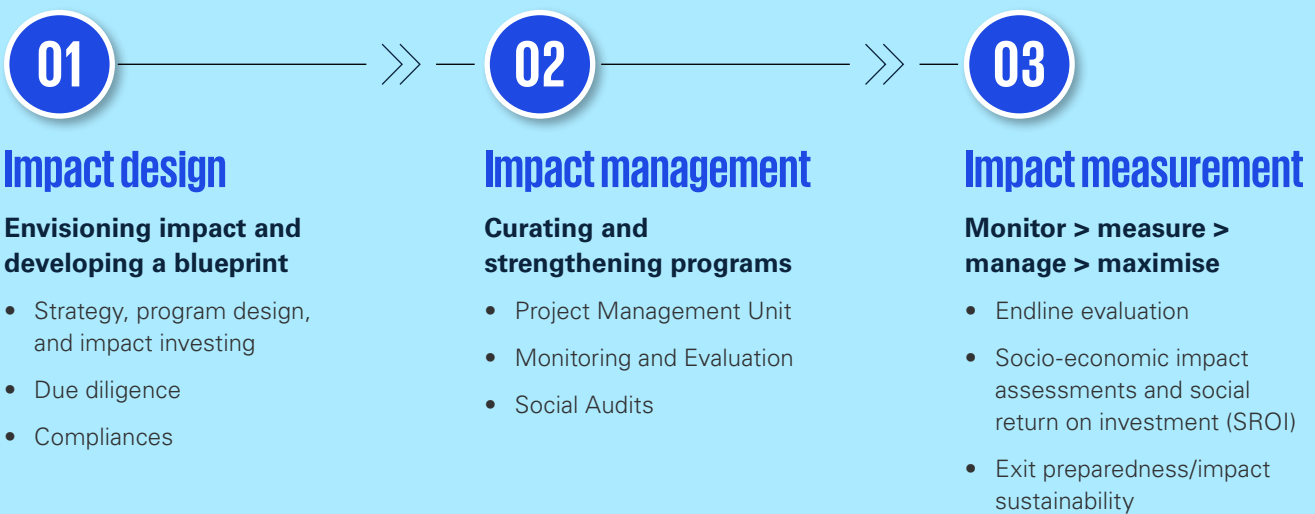 01
Impact design
Envisioning impact and
developing a blueprint
• Strategy, program design,
and impact investing
• Due diligence
• Compliances
02
Impact management
Curating and
strengthening programs
• Project Management Unit
• Monitoring and Evaluation
• Social Audits
03
Impact measurement
Monitor > measure >
manage > maximise
• Endline evaluation
• Socio-economic impact
assessments and social
return on investment (SROI)
• Exit preparedness/impact
sustainability